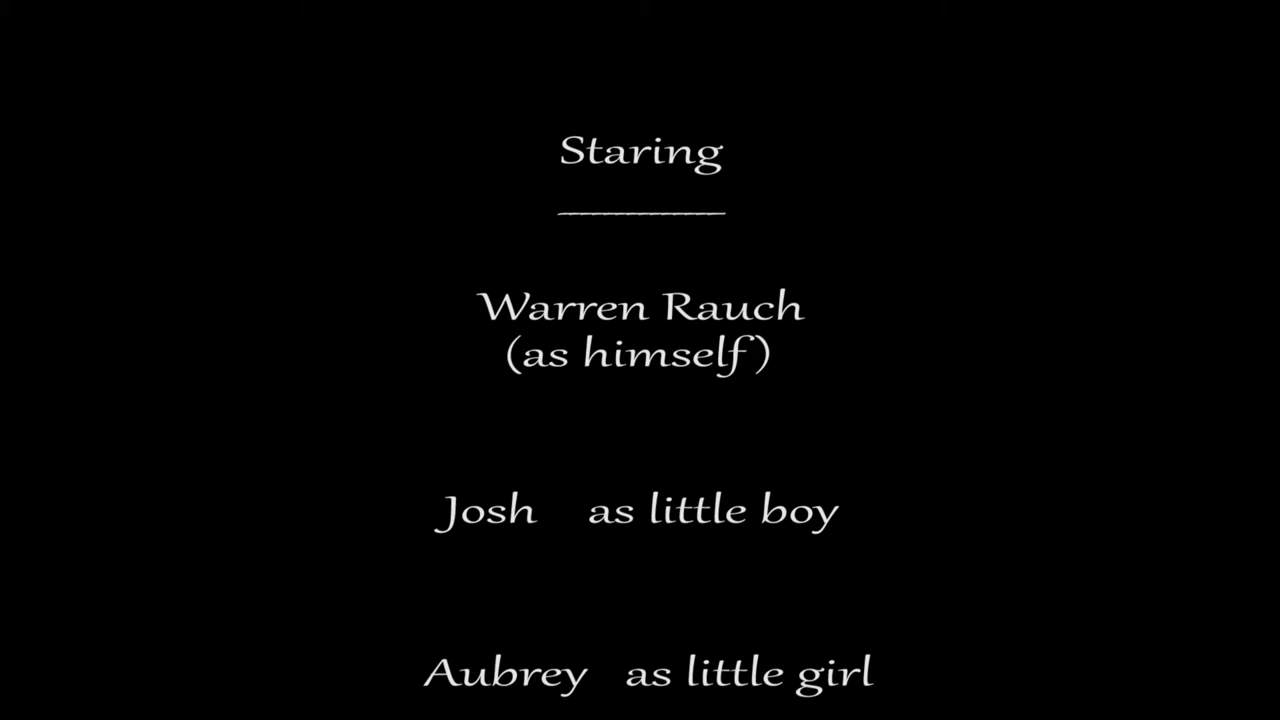 Staring
Warren Rauch
(as himself)
Josh as little boy
Aubrey as little girl